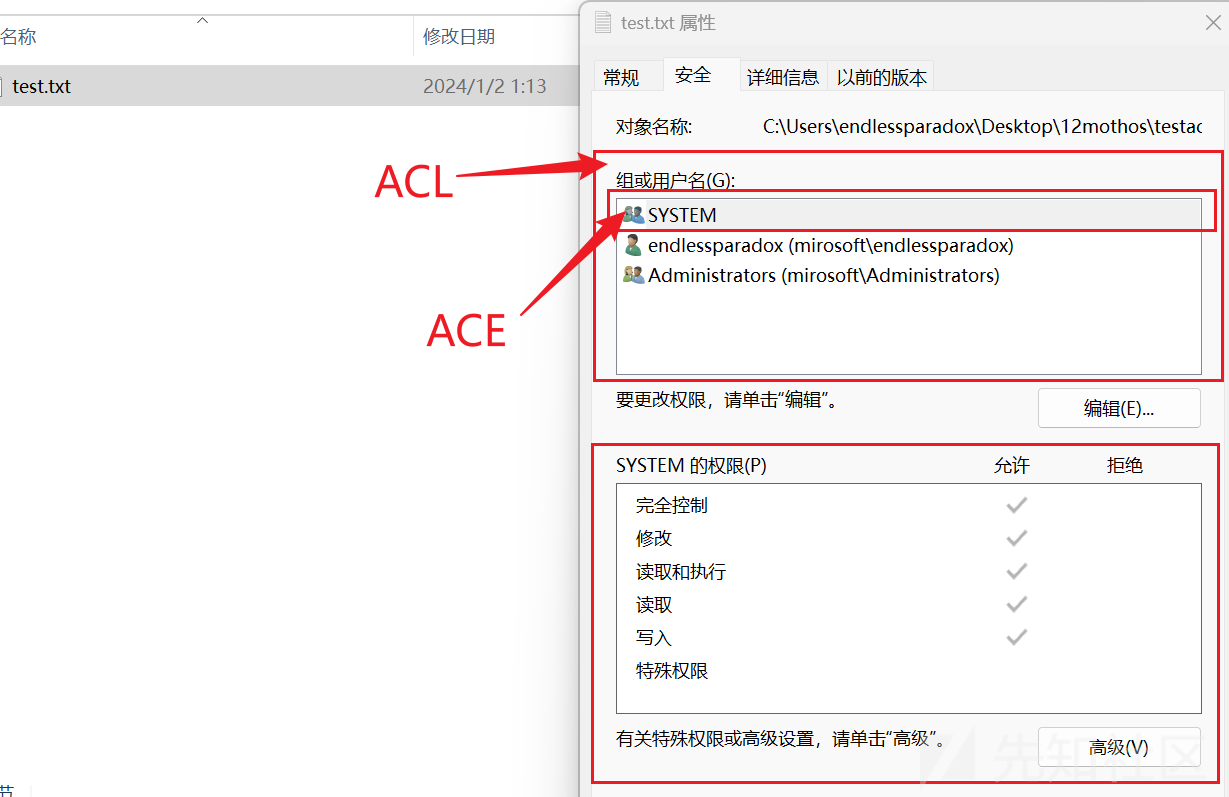 名称
修改日期
test.txt
2024/1/2 1:13
test.txt 属性
常规
安全
详细信息
以前的版本
对象名称:
C:\Users\endlessparadox\Desktop\12mothos\testac
ACL
组或用户名(G):
SYSTEM
endlessparadox (mirosoft\endlessparadox)
Administrators (mirosoft\Administrators)
ACE
要更改权限，请单击“编辑”。
编辑(E)...
SYSTEM 的权限(P)
允许
拒绝
完全控制
修改
读取和执行
读取
写入
特殊权限
有关特殊权限或高级设置，请单击“高级”。
高级(V)
先知社区
节